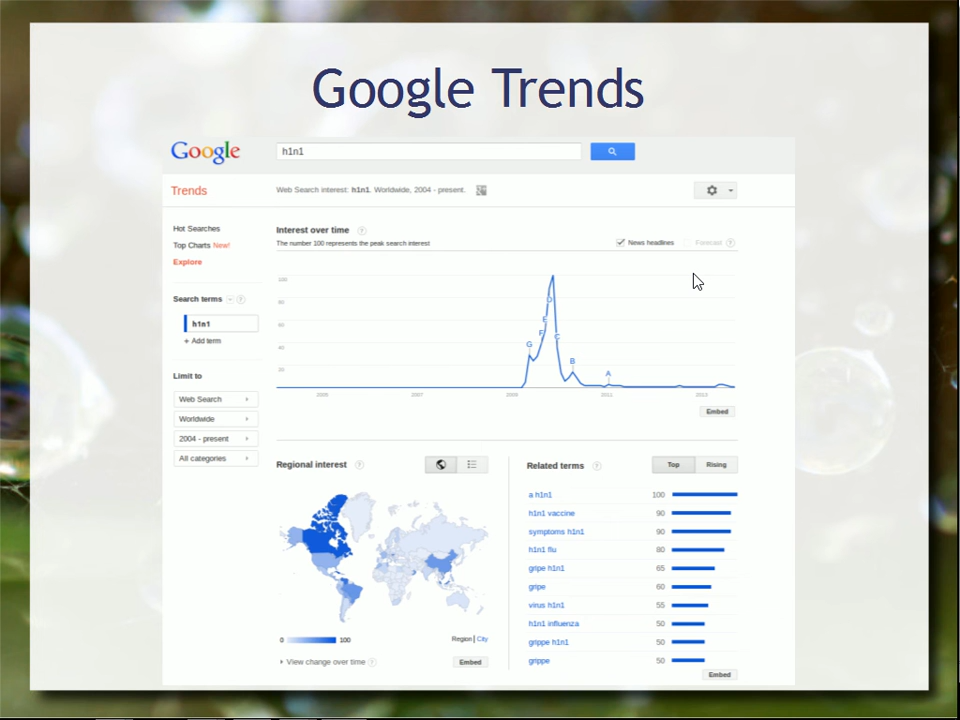 Google Trends
Google
h1n1
Trends
Web Search interest: h1n1. Worldwide, 2004 - present.
Hot Searches
Top Charts New!
Explore
Search terms
?
h1n1
+ Add term
Limit to
Web Search
Worldwide
2004 - present
All categories
Interest over time ?
The number 100 represents the peak search interest
News headlines
Forecast ?
100
80
60
40
20
G
F
E
D
C
B
A
2005
2007
2009
2011
2013
Embed
Regional interest ?
0
100
Region | City
View change over time ?
Embed
Related terms ?
Top
Rising
a h1n1 100
h1n1 vaccine 90
symptoms h1n1 90
h1n1 flu 80
gripe h1n1 65
gripe 60
virus h1n1 55
h1n1 influenza 50
grippe h1n1 50
grippe 50
Embed